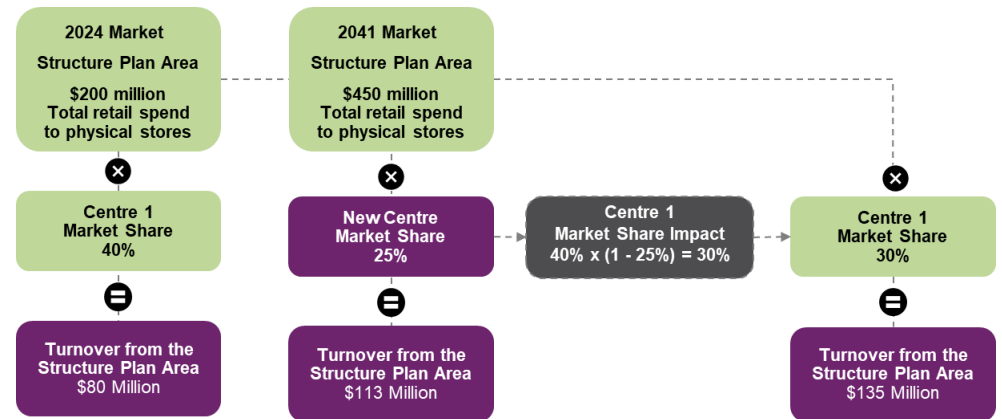 2024 Market
Structure Plan Area
$200 million
Total retail spend
to physical stores
2041 Market
Structure Plan Area
$450 million
Total retail spend
to physical stores
×
×
×
Centre 1
Market Share
40%
New Centre
Market Share
25%
Centre 1
Market Share Impact
40% x (1 - 25%) = 30%
Centre 1
Market Share
30%
=
=
=
Turnover from the
Structure Plan Area
$80 Million
Turnover from the
Structure Plan Area
$113 Million
Turnover from the
Structure Plan Area
$135 Million